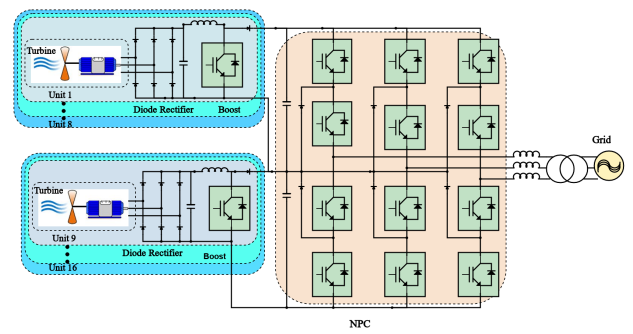 Turbine
Unit 1
Unit 8
Diode Rectifier
Boost
Grid
Turbine
Unit 9
Unit 16
Diode Rectifier
Boost
NPC